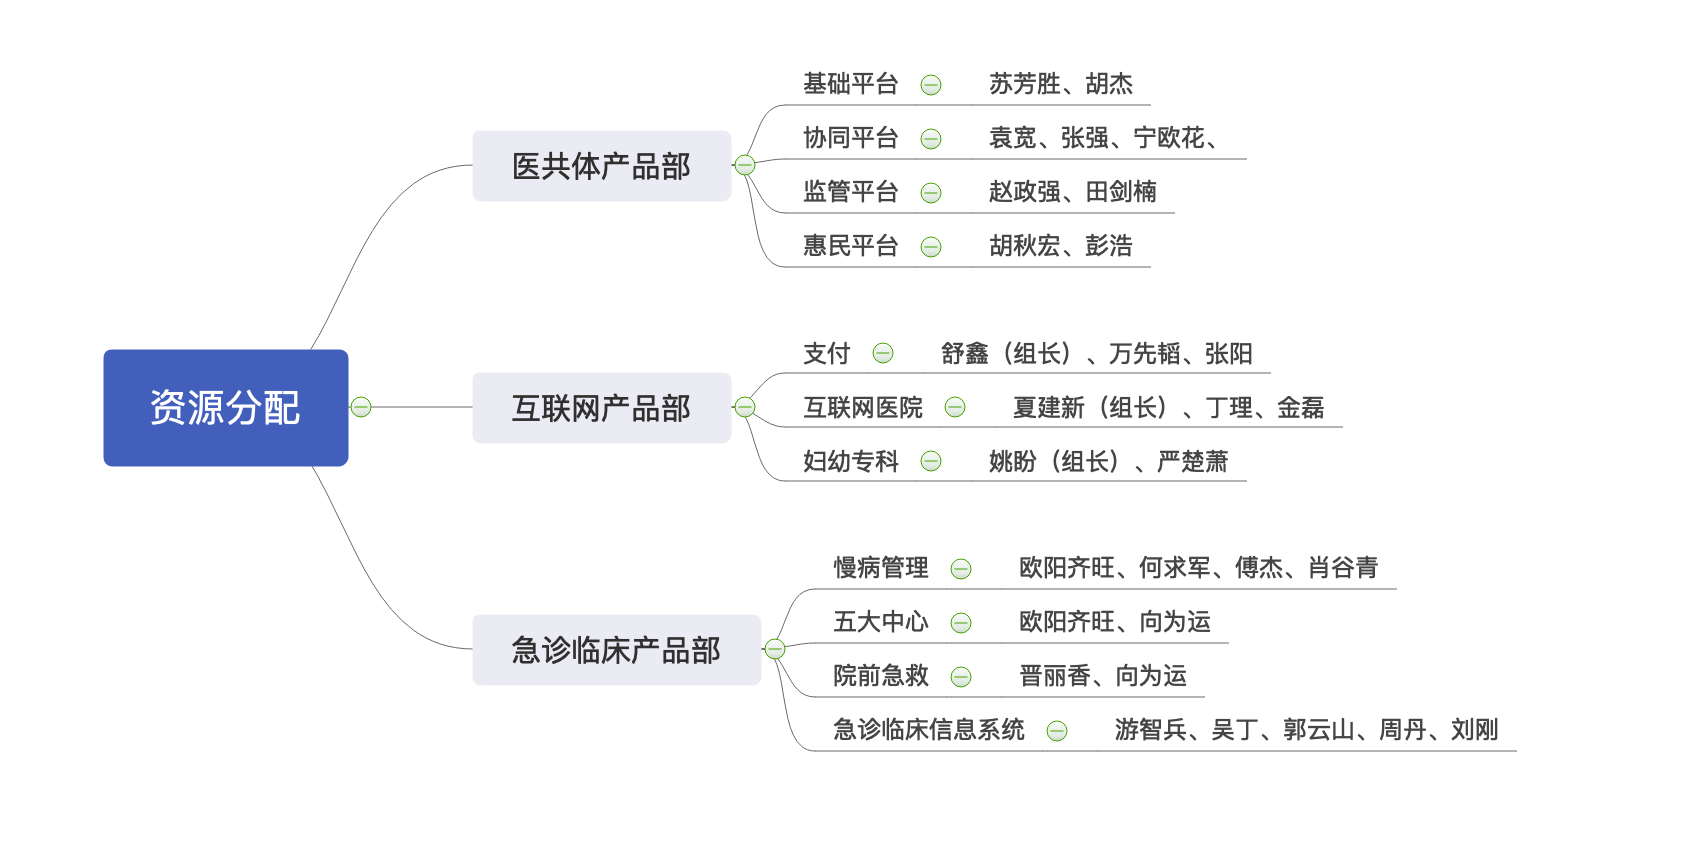 资源分配
医共体产品部
基础平台 苏芳胜、胡杰
协同平台 袁宽、张强、宁欧花、
监管平台 赵政强、田剑楠
惠民平台 胡秋宏、彭浩
互联网产品部
支付 舒鑫（组长）、万先韬、张阳
互联网医院 夏建新（组长）、丁理、金磊
妇幼专科 姚盼（组长）、严楚萧
急诊临床产品部
慢病管理 欧阳齐旺、何求军、傅杰、肖谷青
五大中心 欧阳齐旺、向为运
院前急救 晋丽香、向为运
急诊临床信息系统 游智兵、吴丁、郭云山、周丹、刘刚